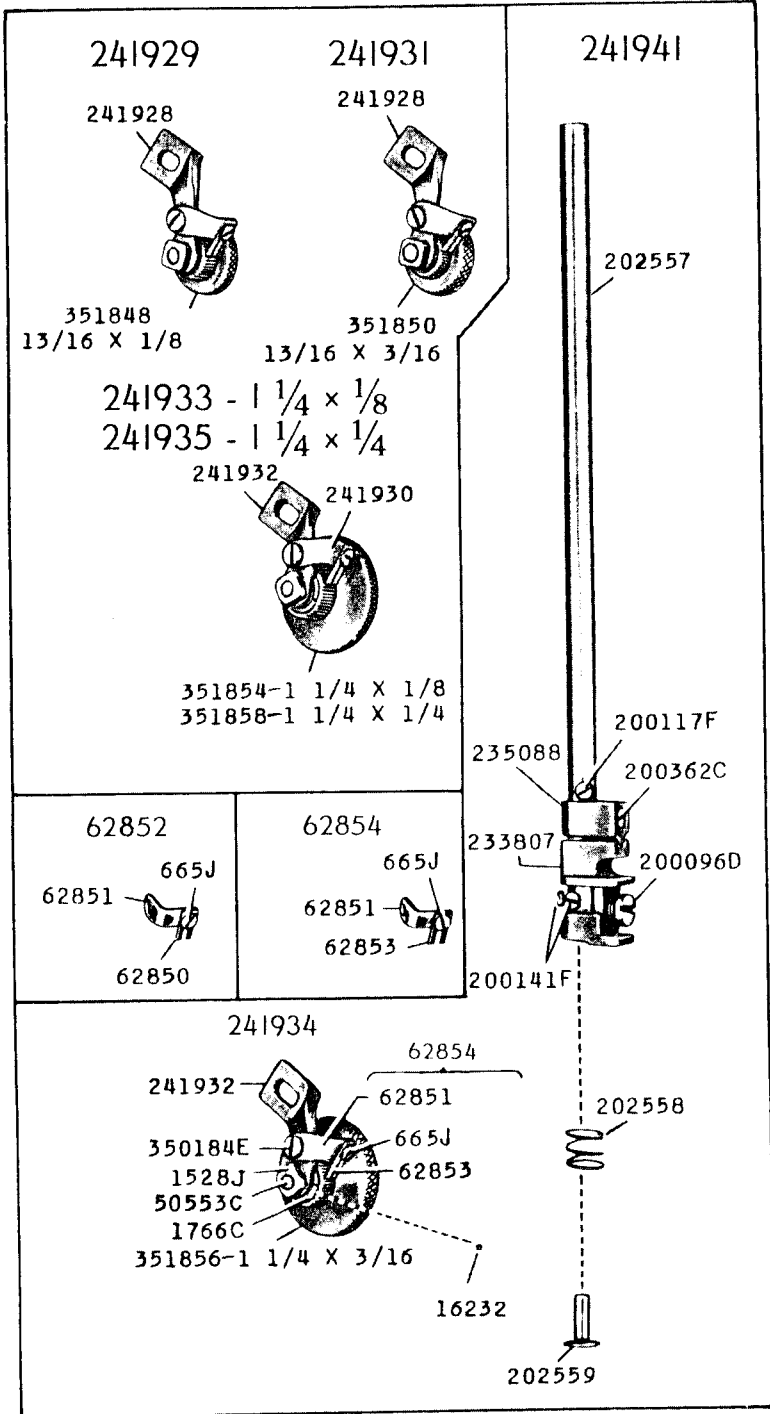 241929
241931
241941
241928
241928
202557
351848
13/16 X 1/8
351850
13/16 X 3/16
241933 - 1 1/4 × 1/8
241935 - 1 1/4 × 1/4
241932
241930
351854-1 1/4 X 1/8
351858-1 1/4 X 1/4
200117F
235088
200362C
233807
200096D
200141F
62852
665J
62851
62850
62854
665J
62851
62853
241934
62854
241932
62851
350184E
665J
1528J
62853
50553C
1766C
351856-1 1/4 X 3/16
16232
202558
202559